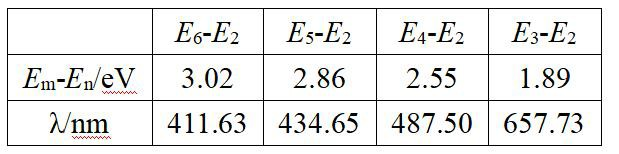 E6-E2 E5-E2 E4-E2 E3-E2
Em-En/eV 3.02 2.86 2.55 1.89
λ/nm 411.63 434.65 487.50 657.73